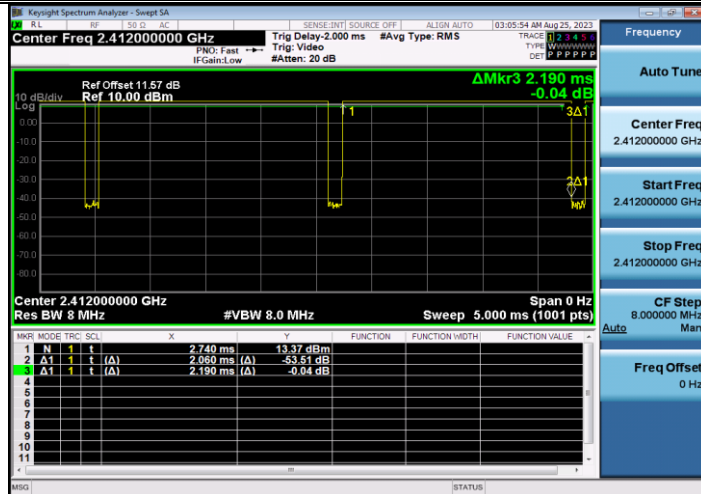 Keysight Spectrum Analyzer - Swept SA
RL RF 50 Ω AC SENSE:INT SOURCE OFF ALIGN AUTO 03:05:54 AM Aug 25, 2023
Center Freq 2.412000000 GHz
PNO: Fast
IFGain:Low
Trig Delay-2.000 ms
Trig: Video
#Atten: 20 dB
#Avg Type: RMS
TRACE 1 2 3 4 5 6
TYPE WWWWWW
DET P P P P P P
Ref Offset 11.57 dB
Ref 10.00 dBm
10 dB/div
Log
ΔMkr3 2.190 ms
-0.04 dB
1
3Δ1
0.00
-10.0
-20.0
-30.0
2Δ1
-40.0
-50.0
-60.0
-70.0
-80.0
Center 2.412000000 GHz Span 0 Hz
Res BW 8 MHz #VBW 8.0 MHz Sweep 5.000 ms (1001 pts)
MKR MODE TRC SCL X Y FUNCTION FUNCTION WIDTH FUNCTION VALUE
1 N 1 t 2.740 ms 13.37 dBm
2 Δ1 1 t (Δ) 2.060 ms (Δ) -53.51 dB
3 Δ1 1 t (Δ) 2.190 ms (Δ) -0.04 dB
4
5
6
7
8
9
10
11
MSG STATUS
Frequency
Auto Tune
Center Freq
2.412000000 GHz
Start Freq
2.412000000 GHz
Stop Freq
2.412000000 GHz
CF Step
8.000000 MHz
Auto Man
Freq Offset
0 Hz